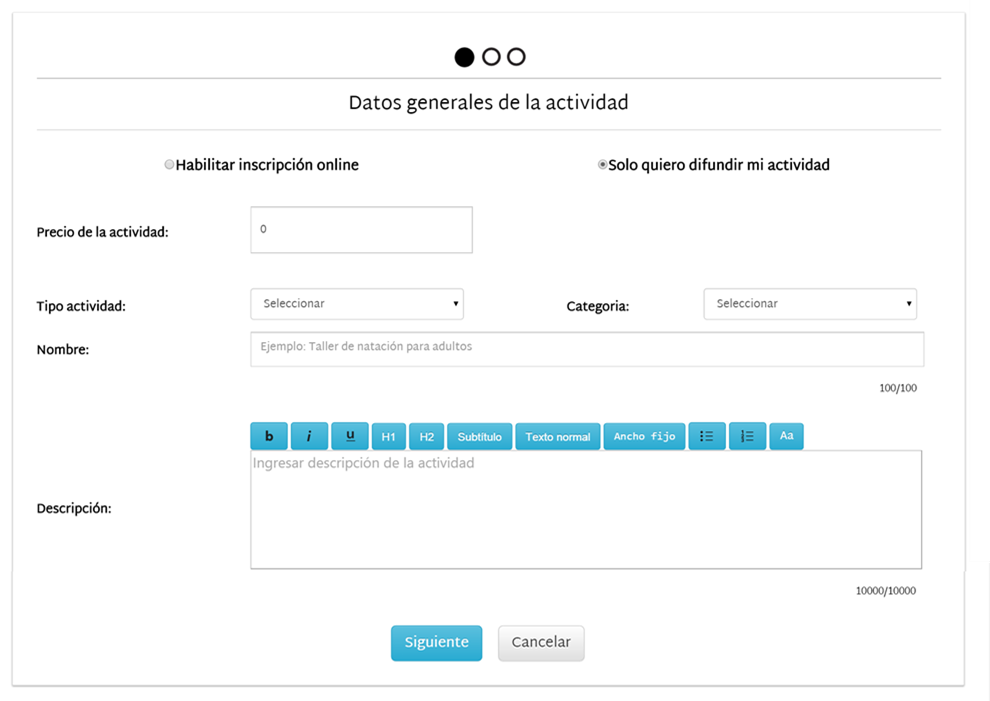 Datos generales de la actividad
Habilitar inscripción online
Solo quiero difundir mi actividad
Precio de la actividad:
0
Tipo actividad:
Seleccionar
Categoria:
Seleccionar
Nombre:
Ejemplo: Taller de natación para adultos
100/100
b i u H1 H2 Subtítulo Texto normal Ancho fijo Aa
Ingresar descripción de la actividad
Descripción:
10000/10000
Siguiente
Cancelar